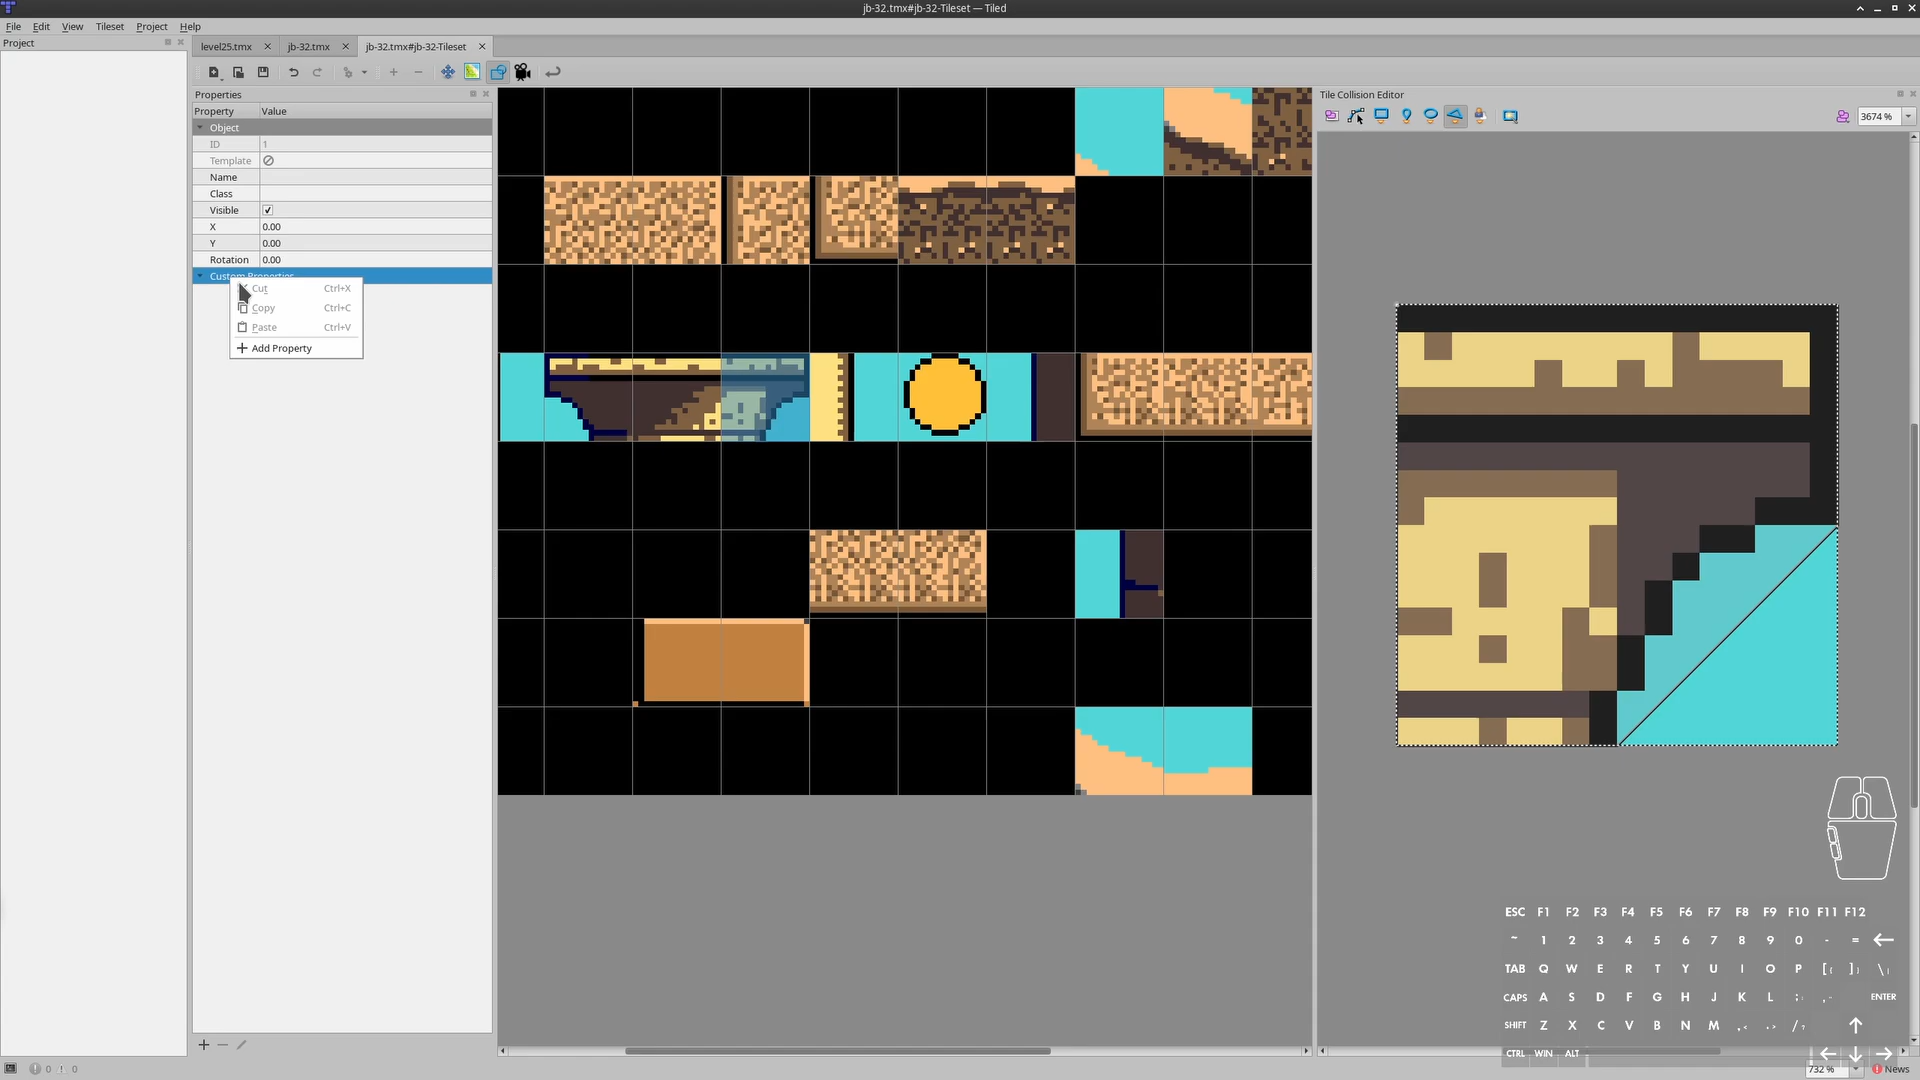 jb-32.tmx#jb-32-Tileset — Tiled
File Edit View Tileset Project Help
Project
level25.tmx
jb-32.tmx
jb-32.tmx#jb-32-Tileset
Properties
Property Value
Object
ID 1
Template
Name
Class
Visible
X 0.00
Y 0.00
Rotation 0.00
Custom Properties
Cut Ctrl+X
Copy Ctrl+C
Paste Ctrl+V
Add Property
Tile Collision Editor
3674 %
ESC F1 F2 F3 F4 F5 F6 F7 F8 F9 F10 F11 F12
~ 1 2 3 4 5 6 7 8 9 0 - =
TAB Q W E R T Y U I O P [ ] \
CAPS A S D F G H J K L ; ENTER
SHIFT Z X C V B N M , . /
CTRL WIN ALT
0 0
732 %
News